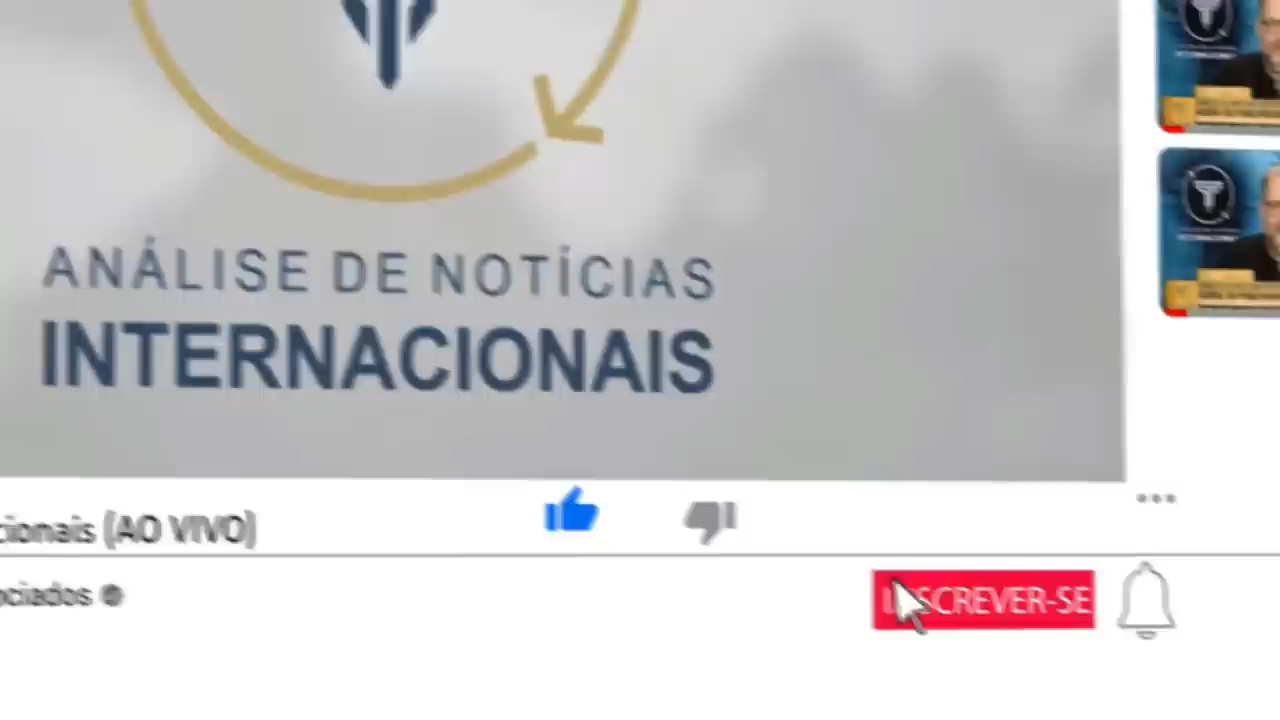 ANÁLISE DE NOTÍCIAS
INTERNACIONAIS
cionais (AO VIVO)
ociados
INSCREVER-SE